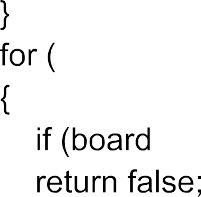 }
for (
{
if (board
return false;